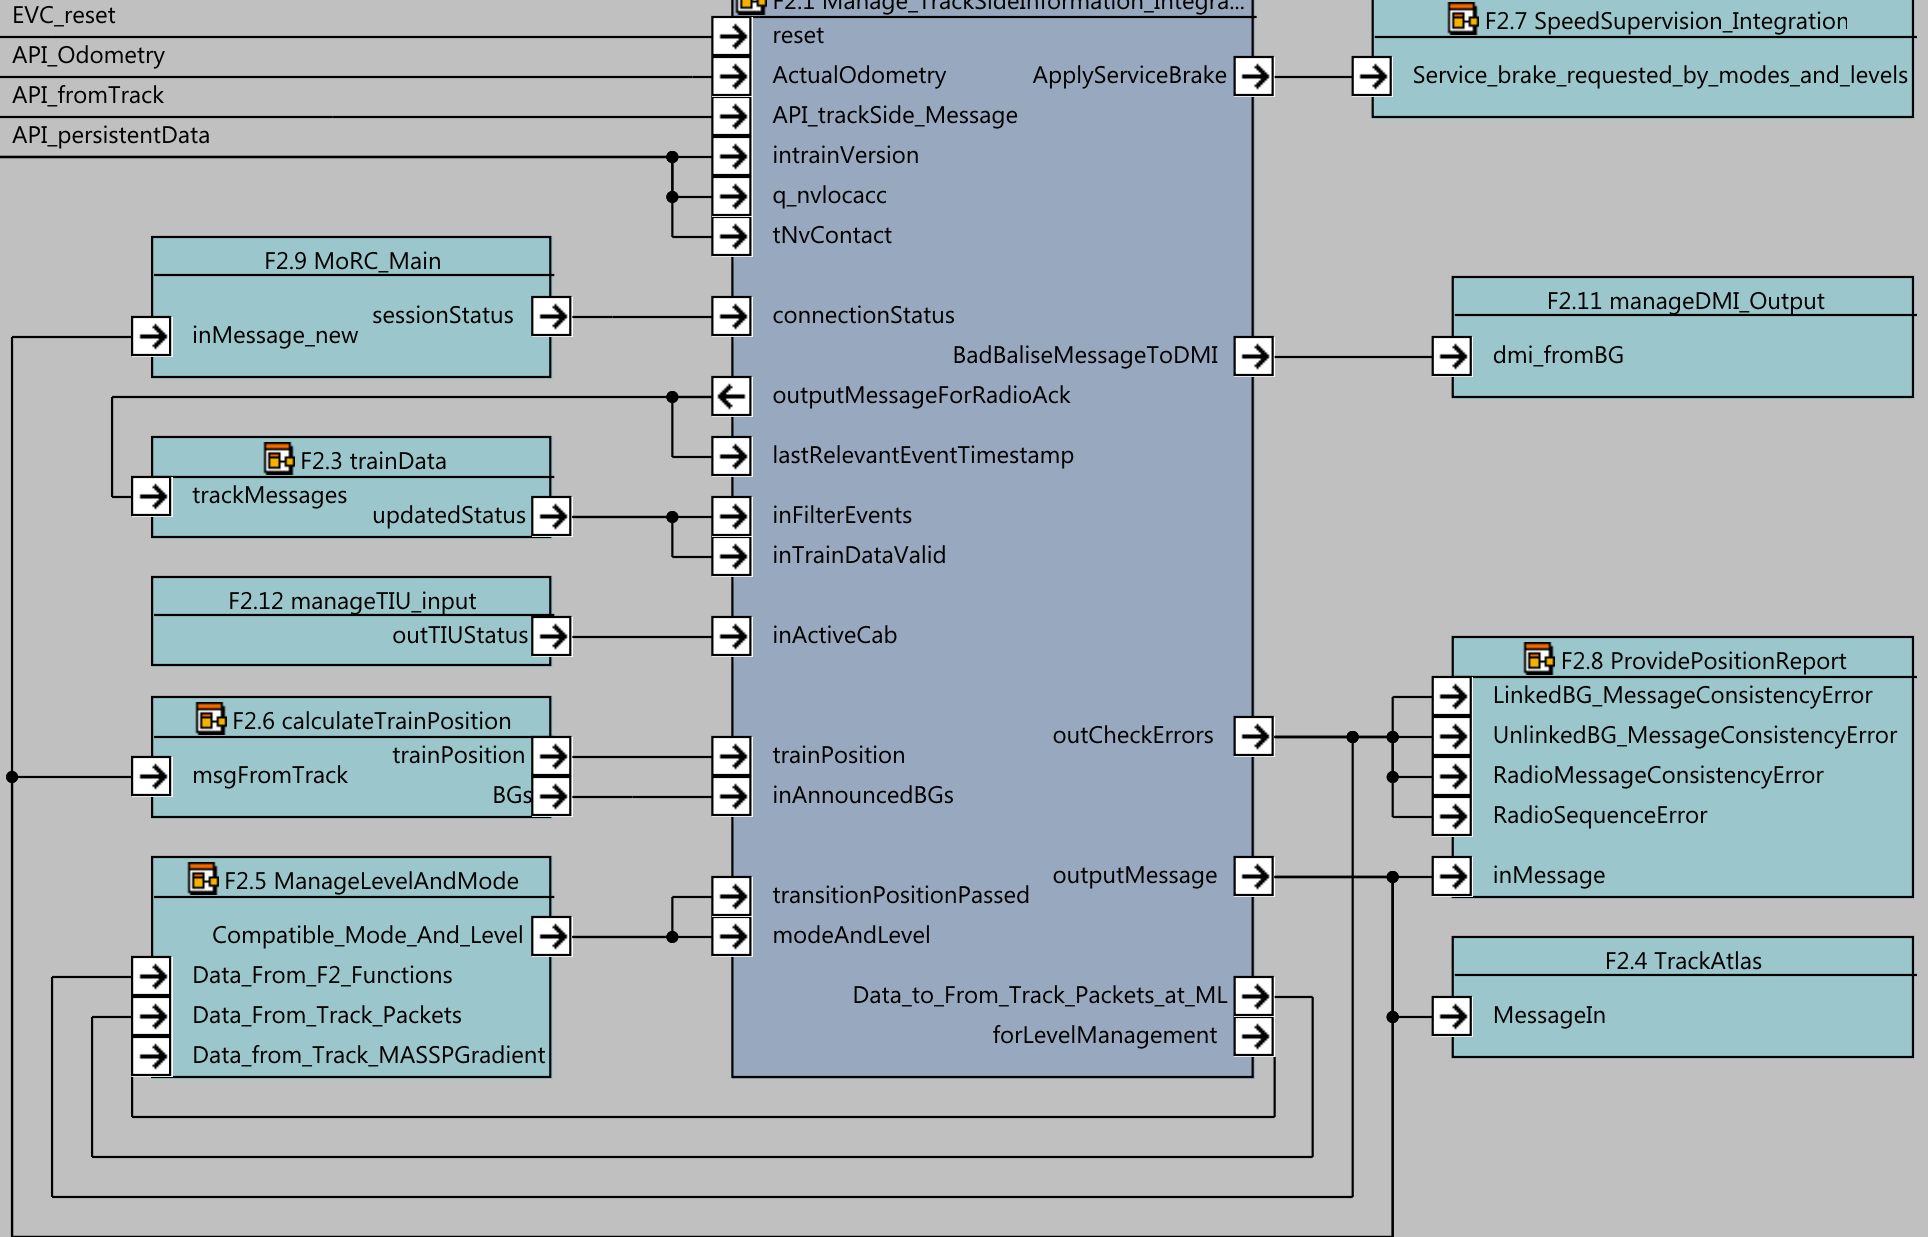 EVC_reset
API_Odometry
API_fromTrack
API_persistentData
F2.1 Manage_TrackSideInformation_Integra...
reset
ActualOdometry
API_trackSide_Message
intrainVersion
q_nvlocacc
tNvContact
connectionStatus
outputMessageForRadioAck
lastRelevantEventTimestamp
inFilterEvents
inTrainDataValid
inActiveCab
trainPosition
inAnnouncedBGs
transitionPositionPassed
modeAndLevel
ApplyServiceBrake
BadBaliseMessageToDMI
outCheckErrors
outputMessage
Data_to_From_Track_Packets_at_ML
forLevelManagement
F2.9 MoRC_Main
sessionStatus
inMessage_new
F2.3 trainData
trackMessages
updatedStatus
F2.12 manageTIU_input
outTIUStatus
F2.6 calculateTrainPosition
trainPosition
msgFromTrack
BGs
F2.5 ManageLevelAndMode
Compatible_Mode_And_Level
Data_From_F2_Functions
Data_From_Track_Packets
Data_from_Track_MASSPGradient
F2.7 SpeedSupervision_Integration
Service_brake_requested_by_modes_and_levels
F2.11 manageDMI_Output
dmi_fromBG
F2.8 ProvidePositionReport
LinkedBG_MessageConsistencyError
UnlinkedBG_MessageConsistencyError
RadioMessageConsistencyError
RadioSequenceError
inMessage
F2.4 TrackAtlas
MessageIn